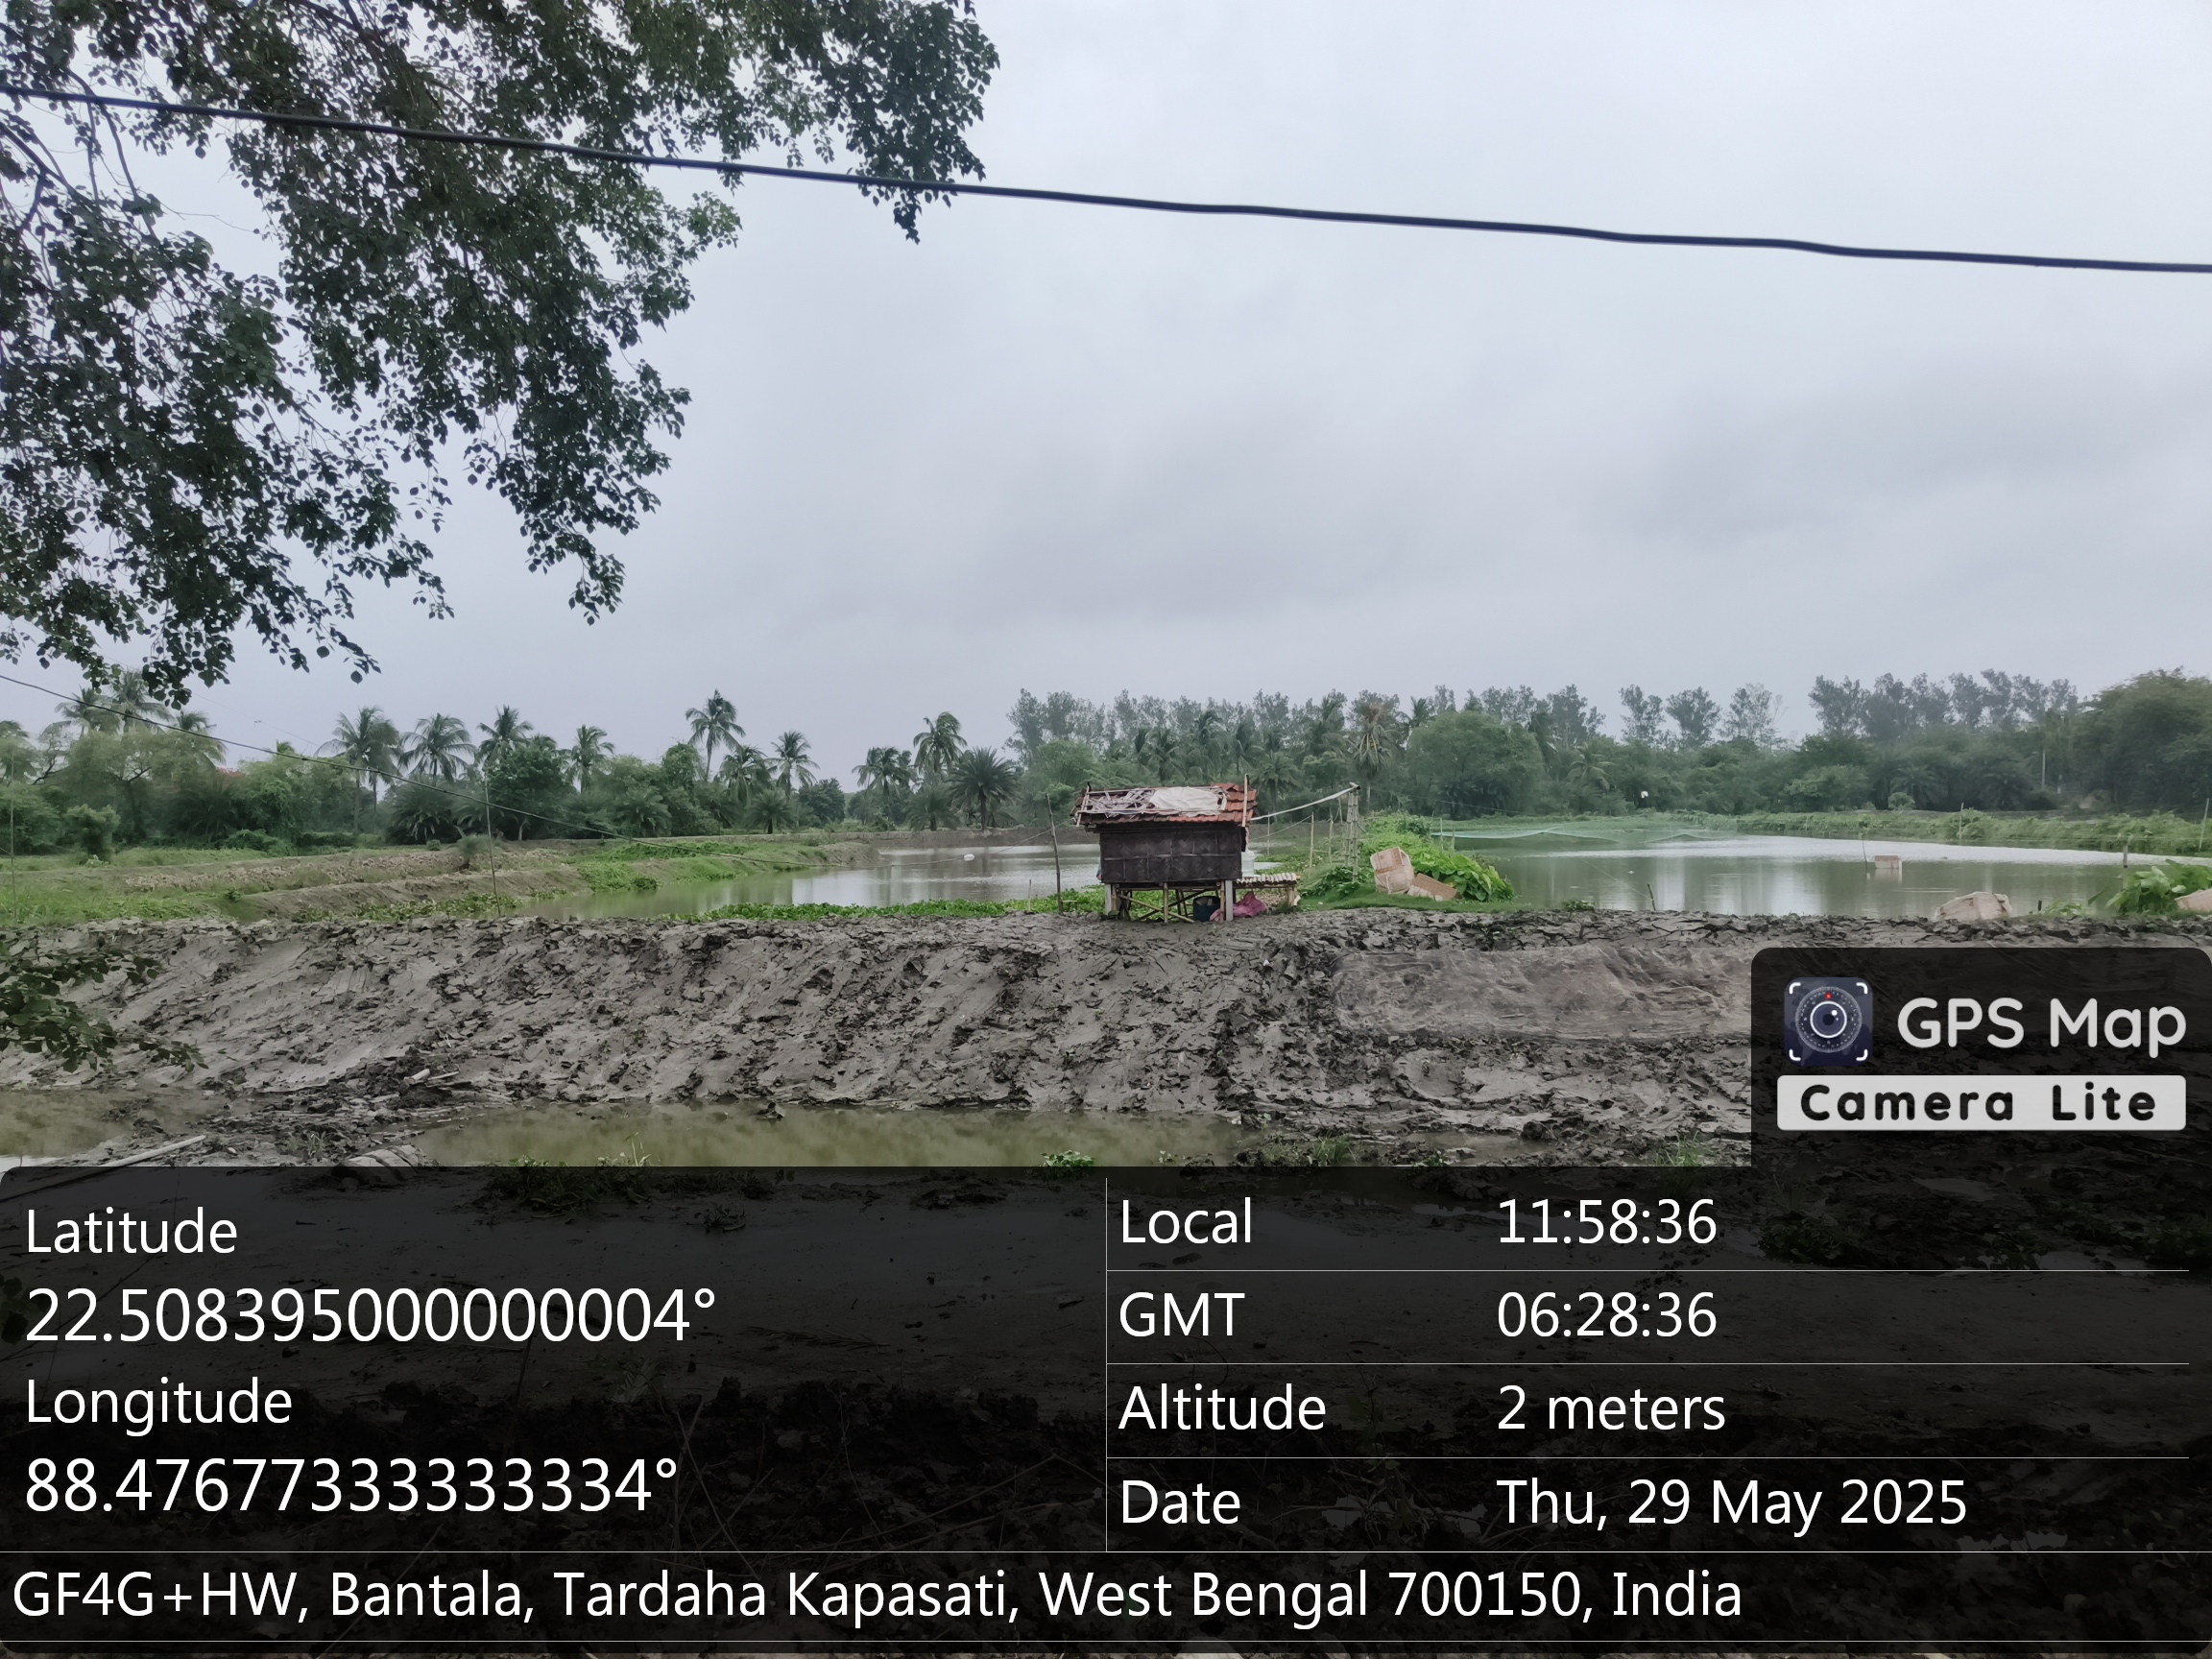 GPS Map
Camera Lite
Latitude
22.508395000000004°
Longitude
88.47677333333334°
Local 11:58:36
GMT 06:28:36
Altitude 2 meters
Date Thu, 29 May 2025
GF4G+HW, Bantala, Tardaha Kapasati, West Bengal 700150, India